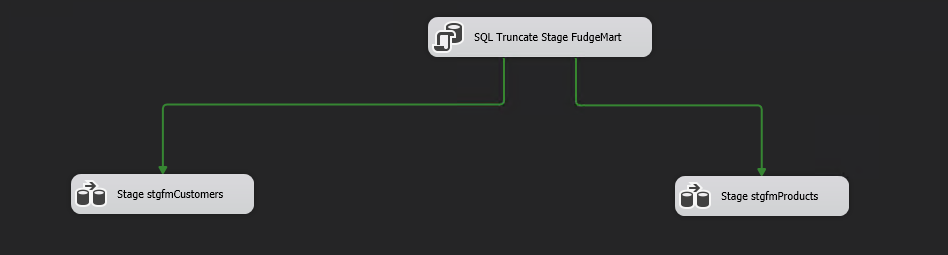 SQL Truncate Stage FudgeMart
Stage stgfmCustomers
Stage stgfmProducts